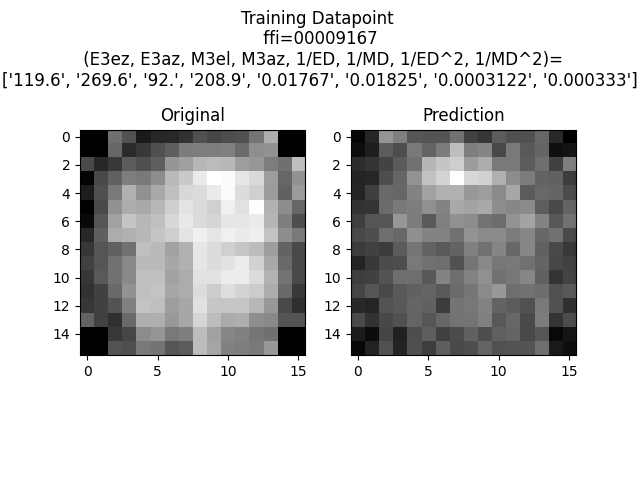 Training Datapoint
ffi=00009167
(E3ez, E3az, M3el, M3az, 1/ED, 1/MD, 1/ED^2, 1/MD^2)=
['119.6', '269.6', '92.', '208.9', '0.01767', '0.01825', '0.0003122', '0.000333']
Original Prediction
0 0
2 2
4 4
6 6
8 8
10 10
12 12
14 14
0 5 10 15 0 5 10 15